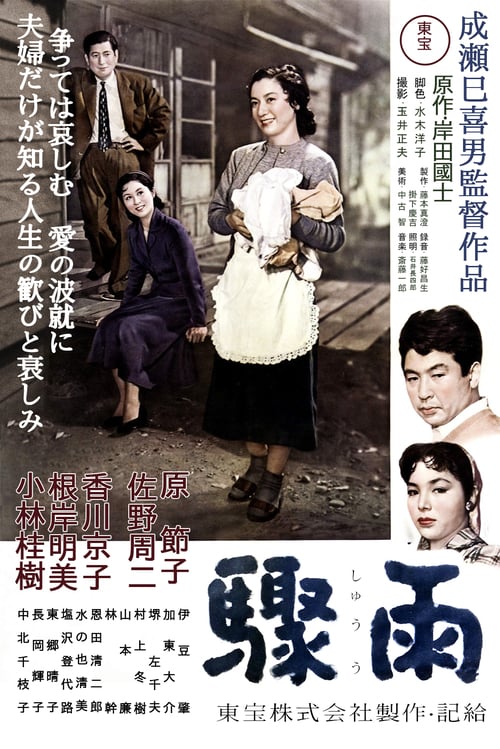 東宝
成瀬巳喜男監督作品
原作・岸田國士
脚色・水木洋子
撮影・玉井正夫
製作 藤本真澄
掛下慶吉
美術 中古 智
録音 藤好昌生
照明 石井長四郎
音楽 斎藤一郎
争っては哀しむ 愛の波就に
夫婦だけが知る人生の歓びと衰しみ
原 節子
佐野周二
香川京子
根岸明美
小林桂樹
驟雨
しゅうう
伊豆肇
加東大介
堺左千夫
村上冬樹
山本廉
林幹
恩田清二郎
水の也清美
塩沢登代路
東郷晴子
長岡輝子
中北千枝子
東宝株式会社製作・記給